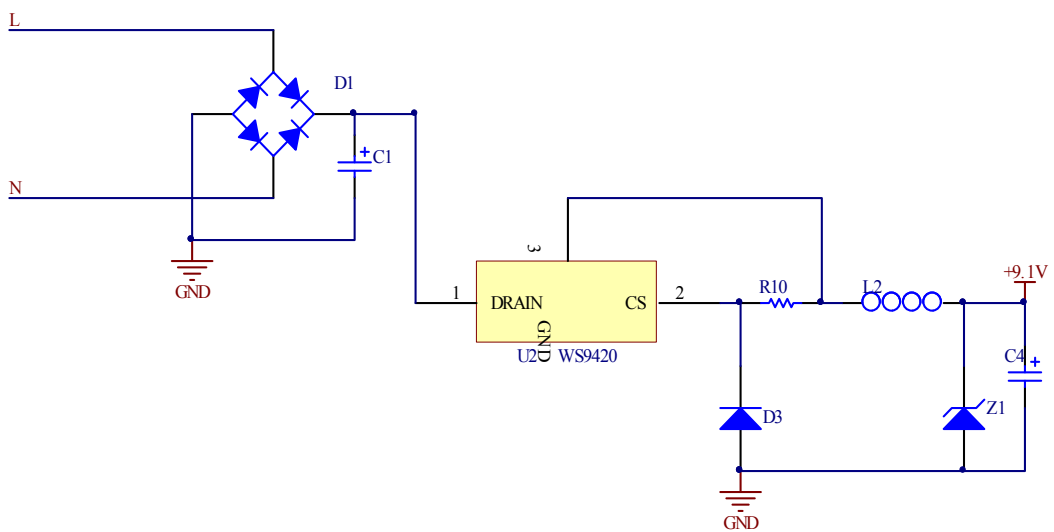 L
D1
C1
N
3
GND
+9.1V
1
DRAIN
CS
2
R10
L2
GND
U2
WS9420
C4
D3
Z1
GND